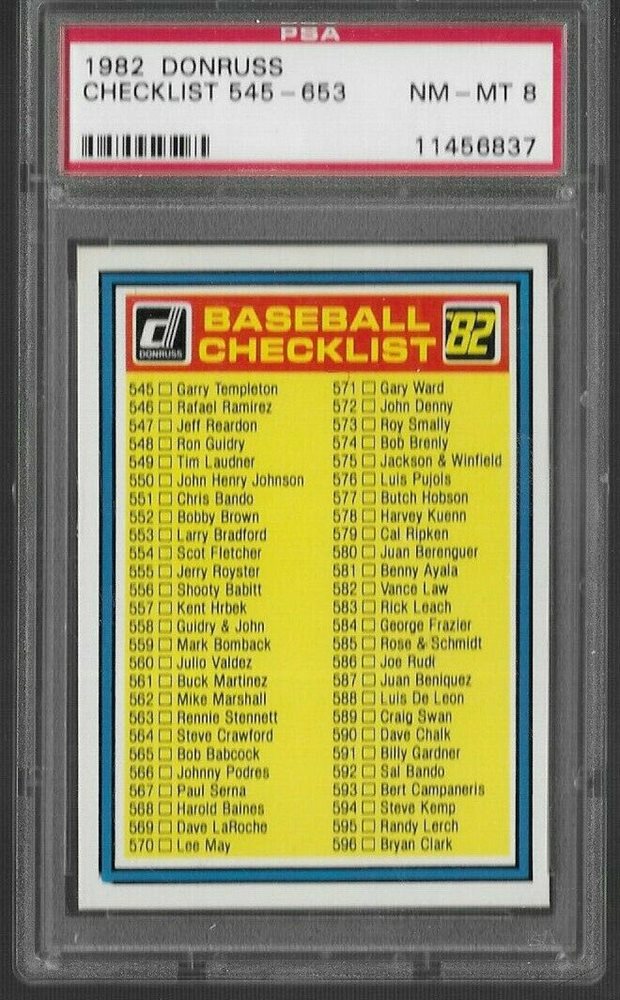 PSA
1982 DONRUSS
CHECKLIST 545-653 NM-MT 8
11456837
DONRUSS
BASEBALL
CHECKLIST
'82
545 Garry Templeton
546 Rafael Ramirez
547 Jeff Reardon
548 Ron Guidry
549 Tim Laudner
550 John Henry Johnson
551 Chris Bando
552 Bobby Brown
553 Larry Bradford
554 Scot Fletcher
555 Jerry Royster
556 Shooty Babitt
557 Kent Hrbek
558 Guidry & John
559 Mark Bomback
560 Julio Valdez
561 Buck Martinez
562 Mike Marshall
563 Rennie Stennett
564 Steve Crawford
565 Bob Babcock
566 Johnny Podres
567 Paul Serna
568 Harold Baines
569 Dave LaRoche
570 Lee May
571 Gary Ward
572 John Denny
573 Roy Smally
574 Bob Brenly
575 Jackson & Winfield
576 Luis Pujols
577 Butch Hobson
578 Harvey Kuenn
579 Cal Ripken
580 Juan Berenguer
581 Benny Ayala
582 Vance Law
583 Rick Leach
584 George Frazier
585 Rose & Schmidt
586 Joe Rudi
587 Juan Beniquez
588 Luis De Leon
589 Craig Swan
590 Dave Chalk
591 Billy Gardner
592 Sal Bando
593 Bert Campaneris
594 Steve Kemp
595 Randy Lerch
596 Bryan Clark